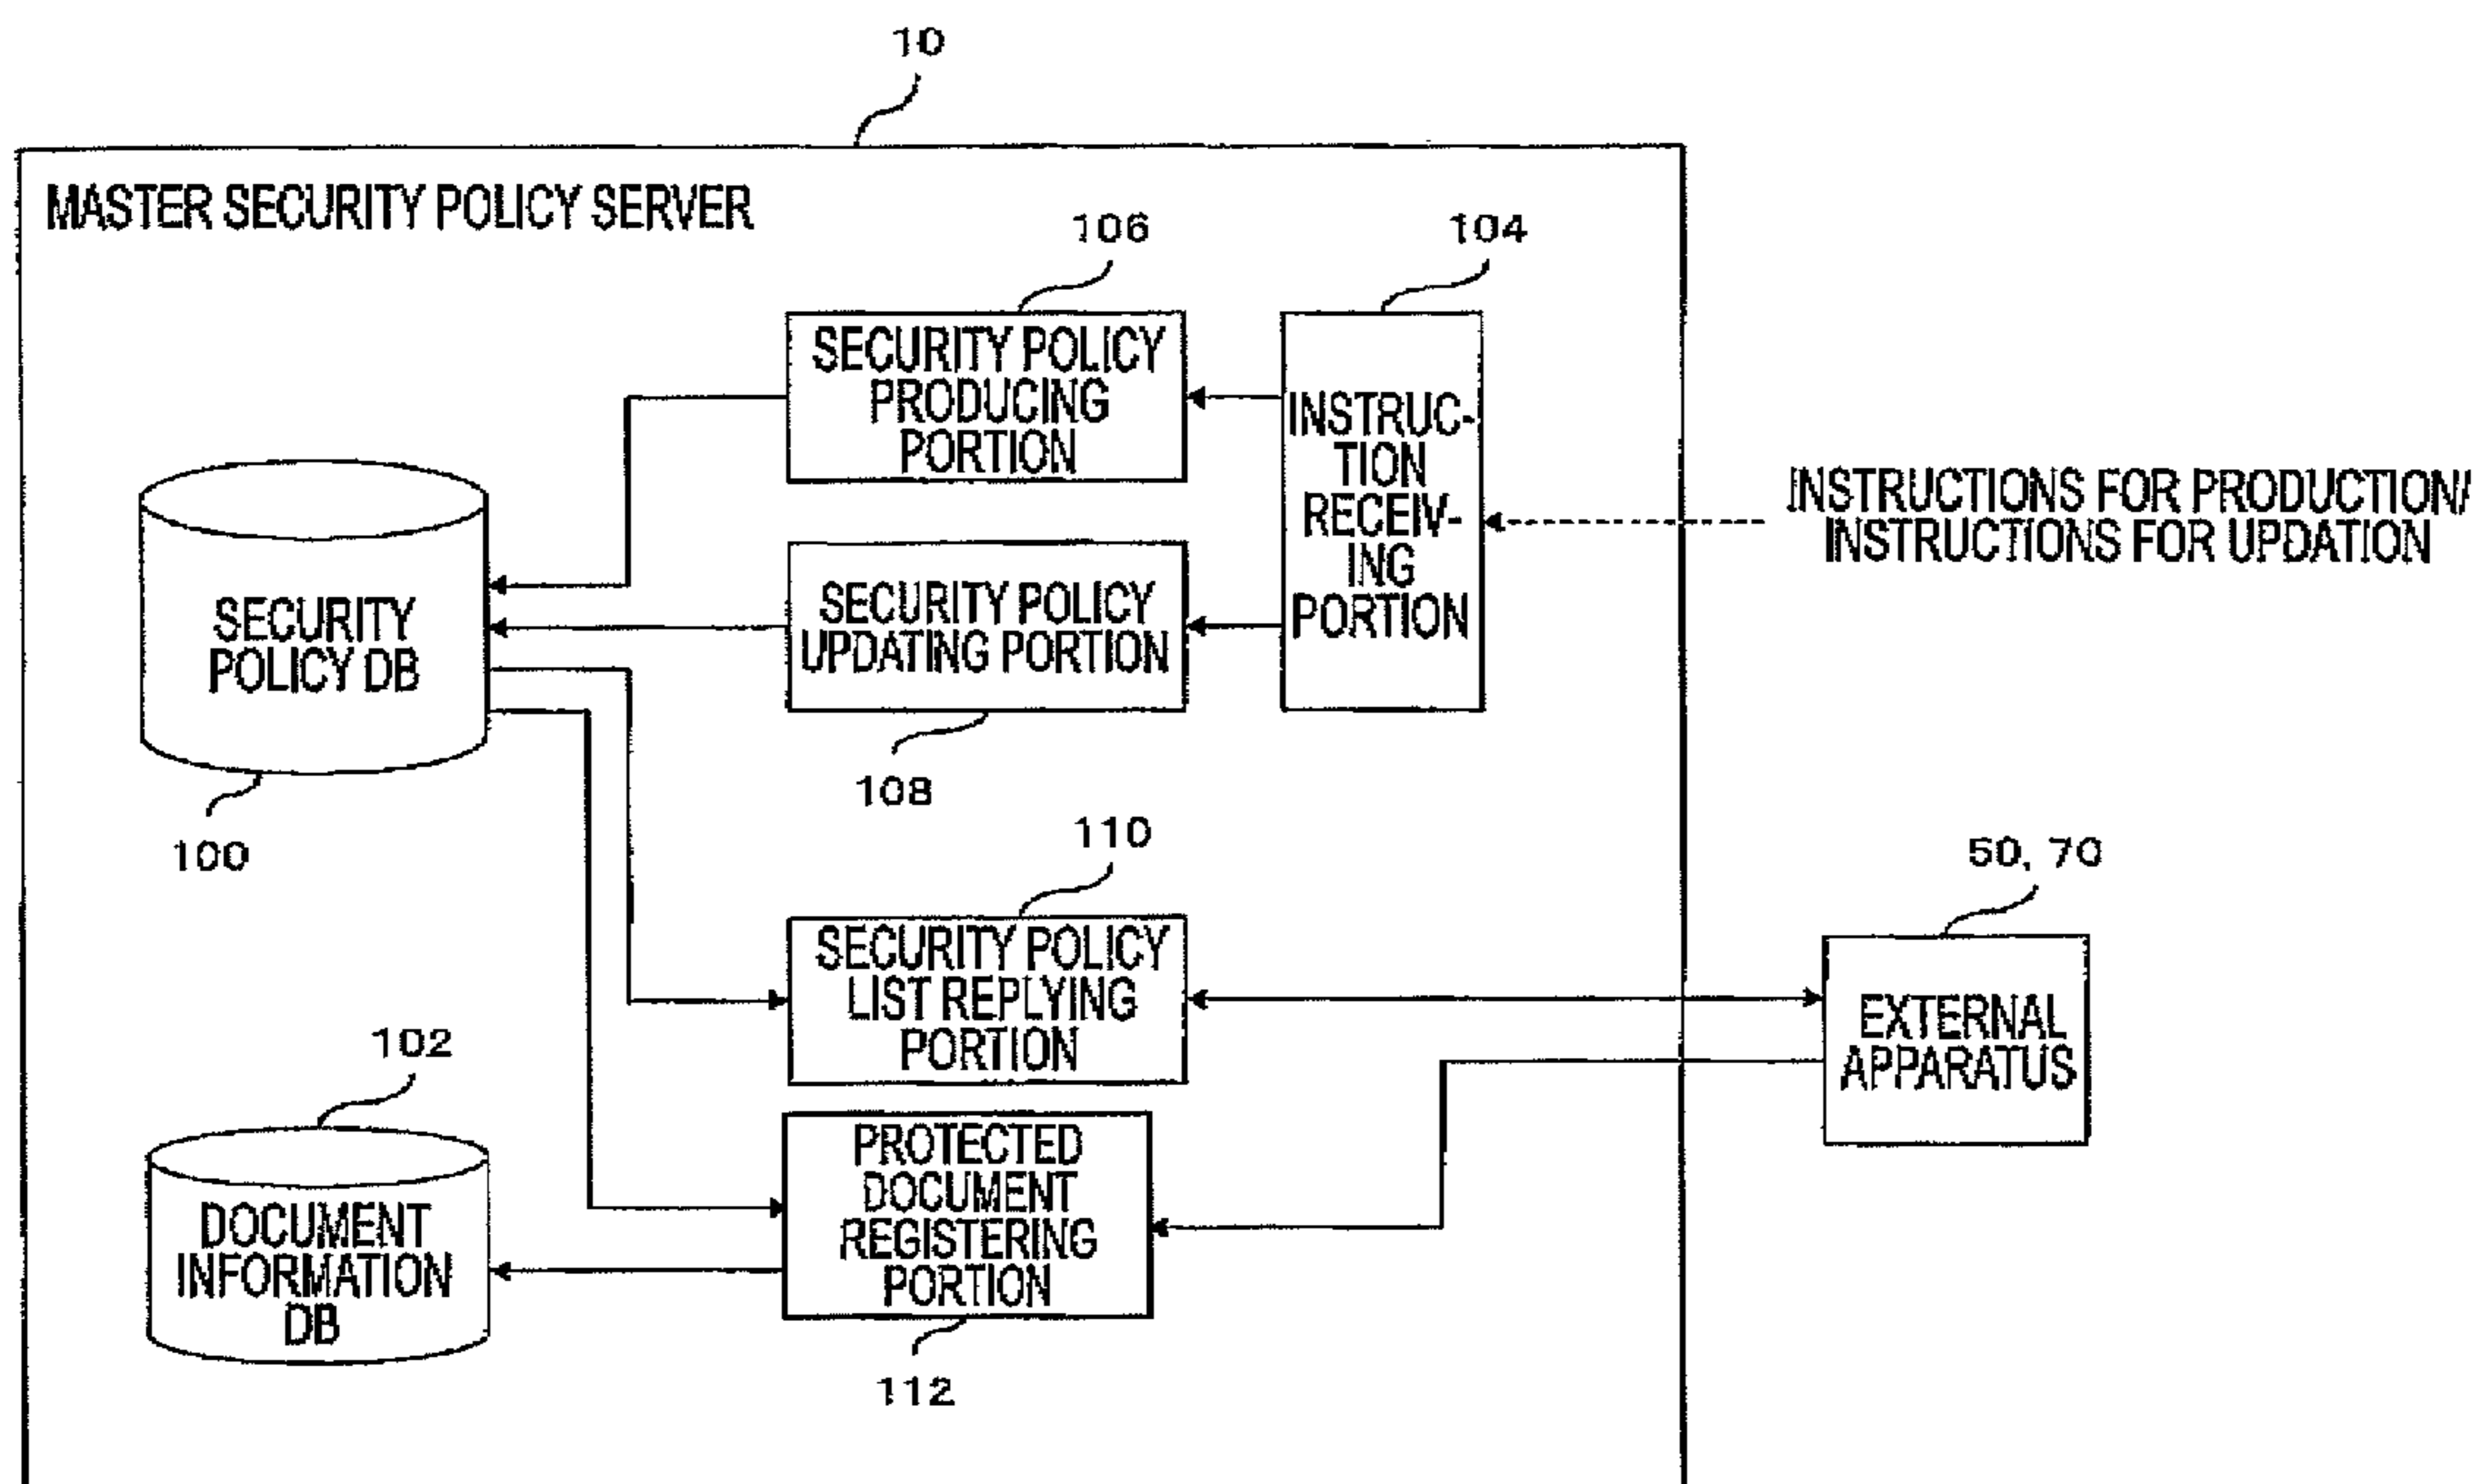 10
MASTER SECURITY POLICY SERVER
106
104
SECURITY POLICY
PRODUCING
PORTION
INSTRUC-
TION
RECEIV-
ING
PORTION
INSTRUCTIONS FOR PRODUCTION/
INSTRUCTIONS FOR UPDATION
SECURITY
POLICY DB
SECURITY POLICY
UPDATING PORTION
108
100
110
50, 70
SECURITY POLICY
LIST REPLYING
PORTION
EXTERNAL
APPARATUS
102
DOCUMENT
INFORMATION
DB
PROTECTED
DOCUMENT
REGISTERING
PORTION
112